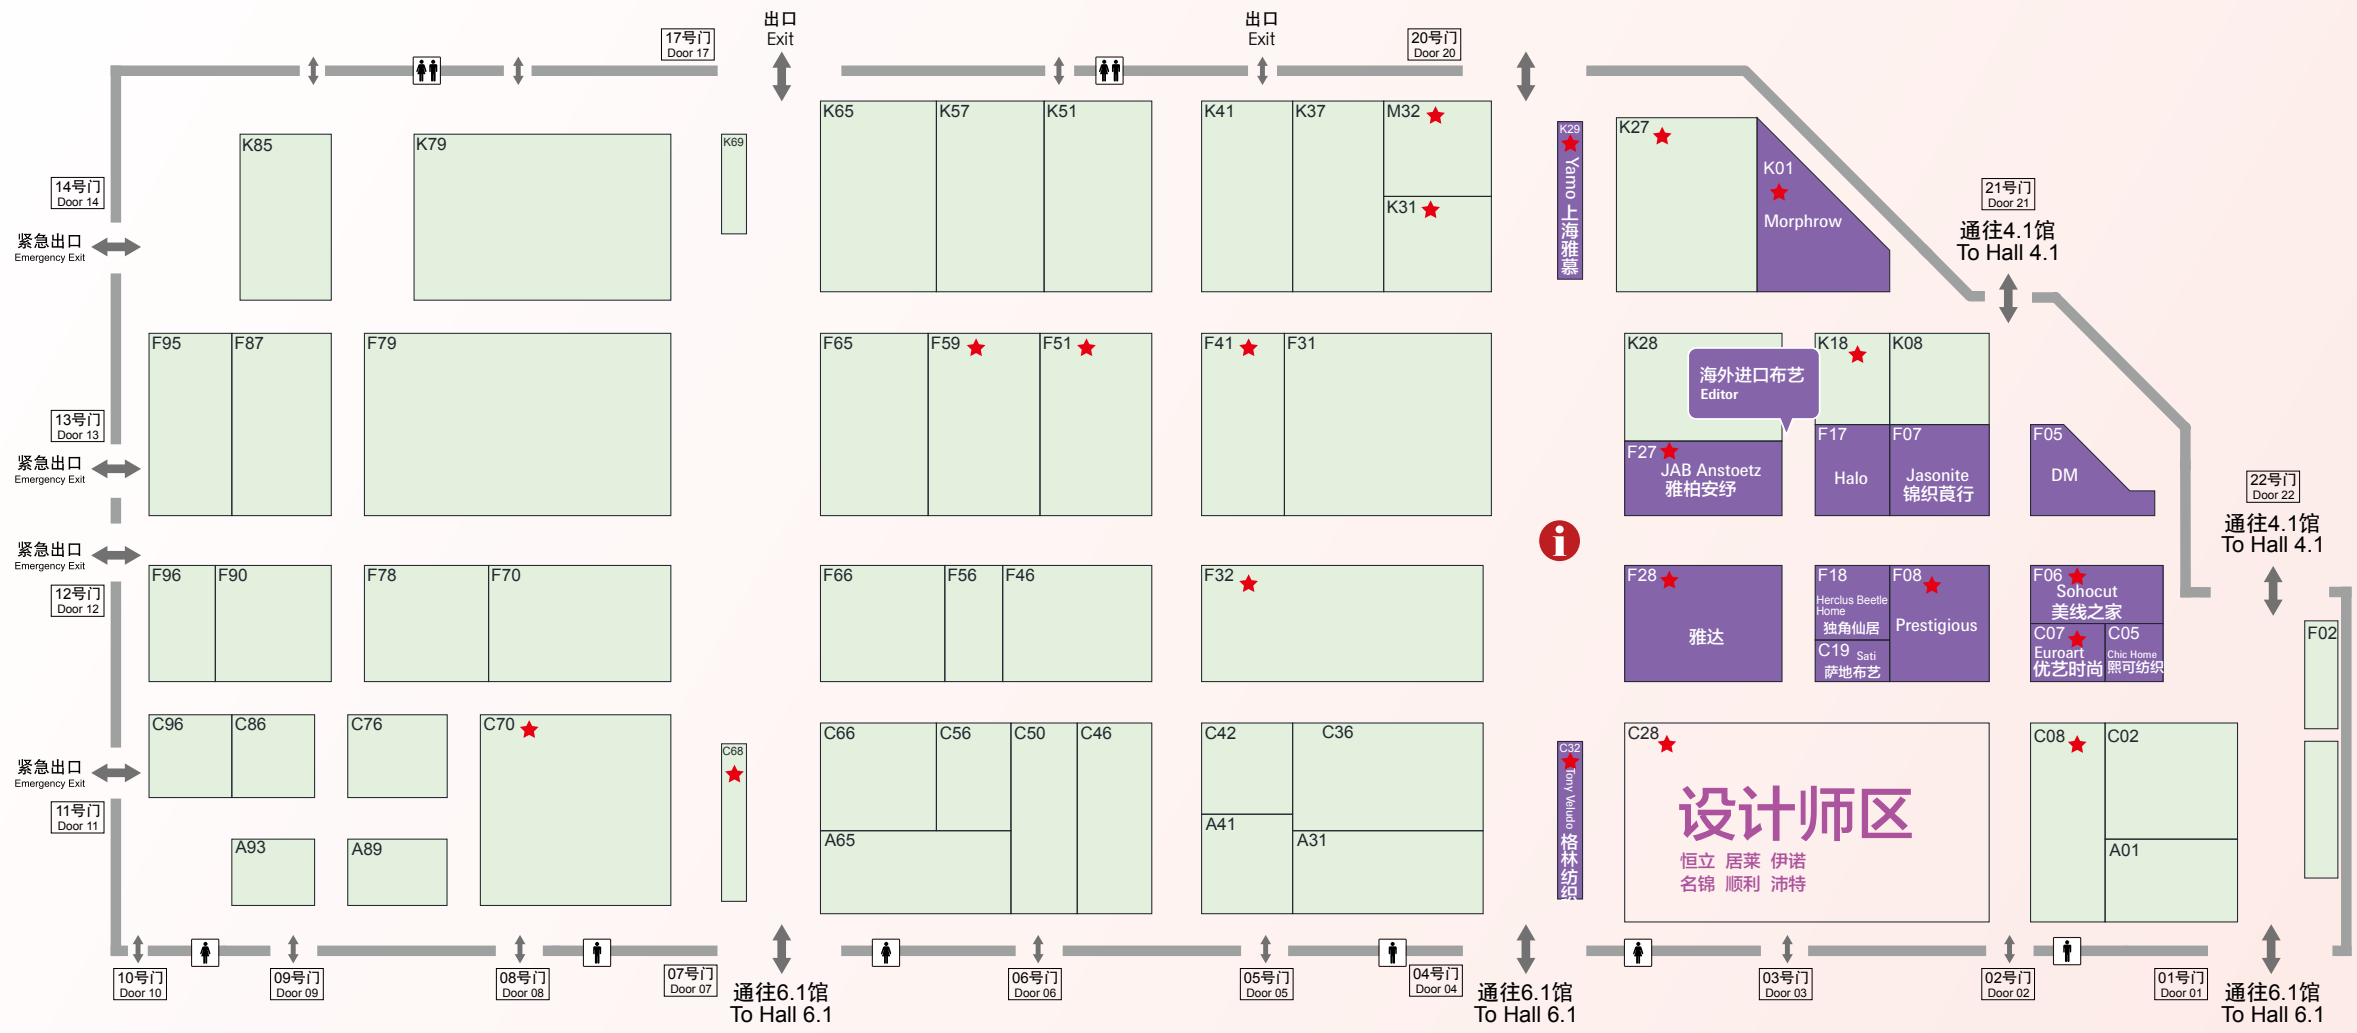 出口
Exit
出口
Exit
17号门
Door 17
20号门
Door 20
K65
K57
K51
K41
K37
M32
K29
Yamo 上海雅慕
K27
K85
K79
K69
K01
Morphrow
14号门
Door 14
21号门
Door 21
K31
通往4.1馆
To Hall 4.1
紧急出口
Emergency Exit
F95
F87
F79
F65
F59
F51
F41
F31
K28
K18
K08
海外进口布艺
Editor
13号门
Door 13
F17
Halo
F07
Jasonite
锦织莨行
F05
DM
F27
JAB Anstoetz
雅柏安纾
紧急出口
Emergency Exit
22号门
Door 22
通往4.1馆
To Hall 4.1
紧急出口
Emergency Exit
F96
F90
F78
F70
F66
F56
F46
F32
F28
雅达
F18
Herclus Beetle
Home
独角仙居
F08
Prestigious
F06
Sohocut
美线之家
12号门
Door 12
C19 Sati
萨地布艺
C07
Euroart
优艺时尚
C05
Chic Home
熙可纺织
F02
C96
C86
C76
C70
C68
C66
C56
C50
C46
C42
C36
C32
Tony Veludo 格林纺织
C28
设计师区
恒立 居莱 伊诺
名锦 顺利 沛特
C08
C02
紧急出口
Emergency Exit
11号门
Door 11
A93
A89
A65
A41
A31
A01
10号门
Door 10
09号门
Door 09
08号门
Door 08
07号门
Door 07
通往6.1馆
To Hall 6.1
06号门
Door 06
05号门
Door 05
04号门
Door 04
通往6.1馆
To Hall 6.1
03号门
Door 03
02号门
Door 02
01号门
Door 01
通往6.1馆
To Hall 6.1